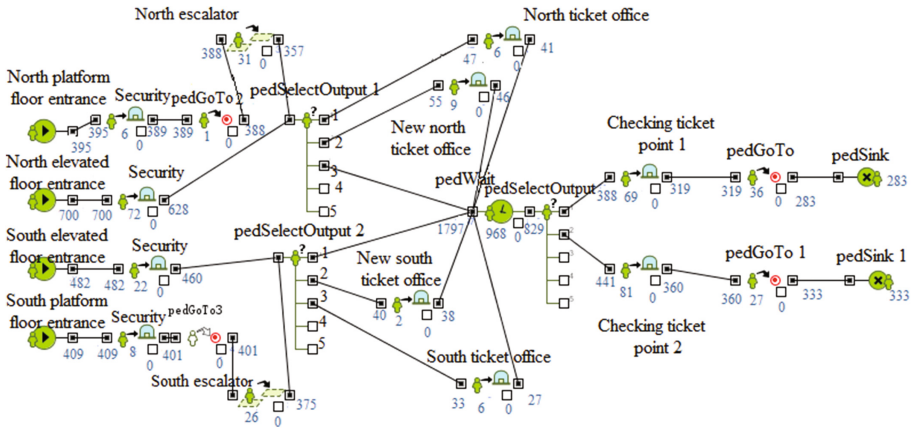 North escalator
388
31
0
357
North ticket office
47
6
0
41
North platform
floor entrance
395
Security
395
6
0
389
pedGoTo 2
389
1
0
388
pedSelectOutput 1
?
1
2
3
4
5
55
9
0
46
New north
ticket office
Checking ticket
point 1
388
69
0
319
pedGoTo
319
36
0
283
pedSink
283
North elevated
floor entrance
700
Security
700
72
0
628
pedWait
1797
968
0
829
pedSelectOutput
?
2
3
4
5
South elevated
floor entrance
482
Security
482
22
0
460
pedSelectOutput 2
?
1
2
3
4
5
New south
ticket office
40
2
0
38
441
81
0
360
Checking ticket
point 2
pedGoTo 1
360
27
0
333
pedSink 1
333
South platform
floor entrance
409
Security
409
8
0
401
pedGoTo3
0
401
South escalator
26
0
375
South ticket office
33
6
0
27